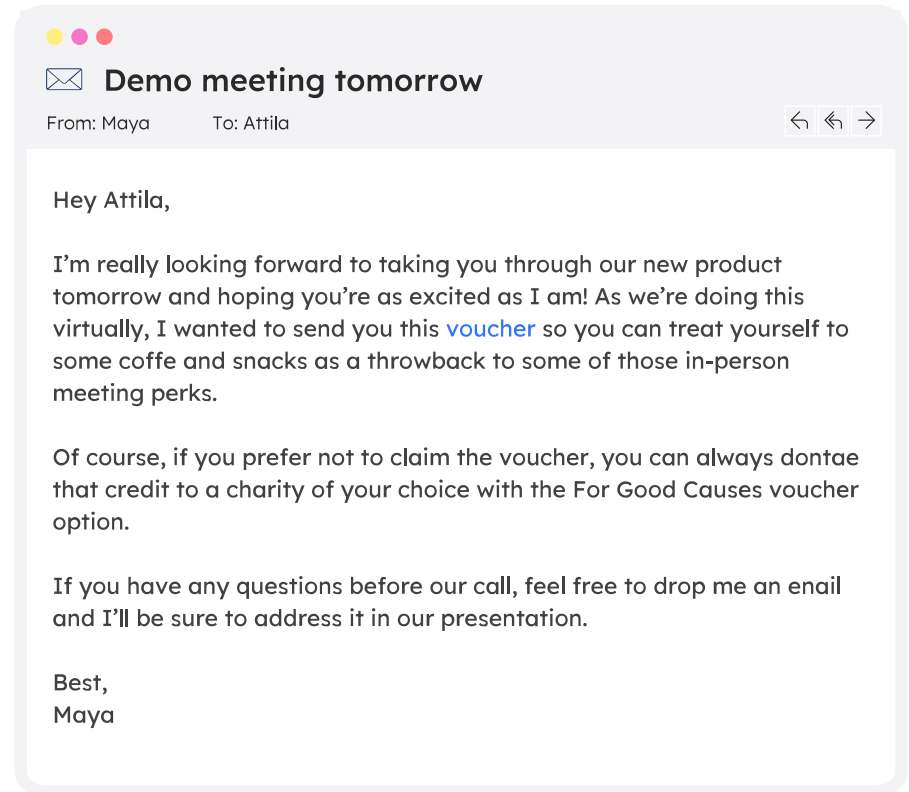 Demo meeting tomorrow
From: Maya To: Attila
Hey Attila,
I'm really looking forward to taking you through our new product
tomorrow and hoping you're as excited as I am! As we're doing this
virtually, I wanted to send you this voucher so you can treat yourself to
some coffe and snacks as a throwback to some of those in-person
meeting perks.
Of course, if you prefer not to claim the voucher, you can always dontae
that credit to a charity of your choice with the For Good Causes voucher
option.
If you have any questions before our call, feel free to drop me an enail
and I'll be sure to address it in our presentation.
Best,
Maya